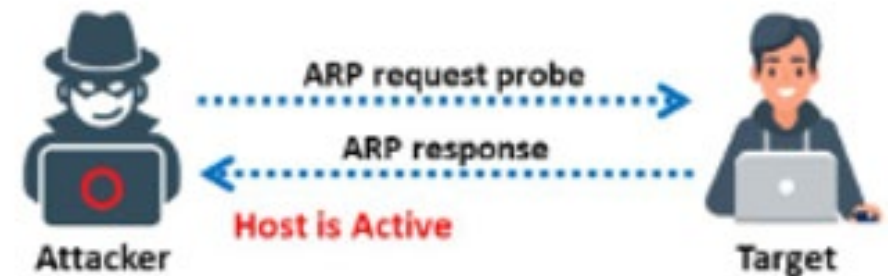 ARP request probe
ARP response
Host is Active
Attacker
Target